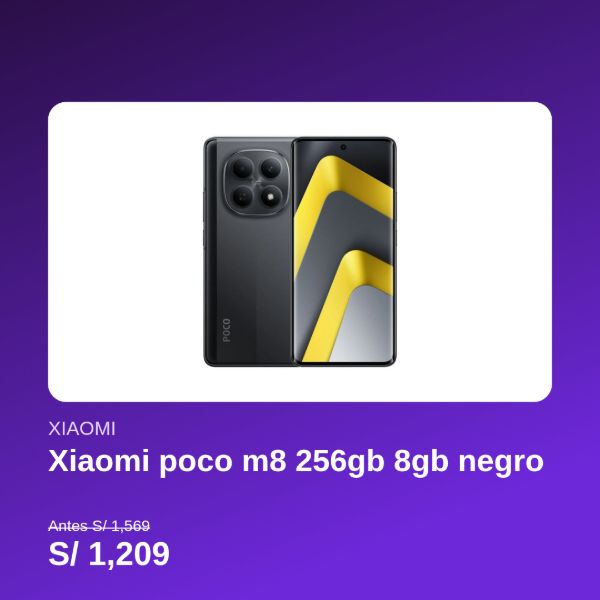 POCO
XIAOMI
Xiaomi poco m8 256gb 8gb negro
Antes S/ 1,569
S/ 1,209